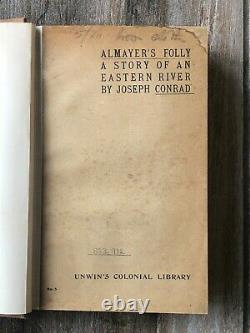 ALMAYER'S FOLLY
A STORY OF AN
EASTERN RIVER
BY JOSEPH CONRAD
UNWIN'S COLONIAL LIBRARY